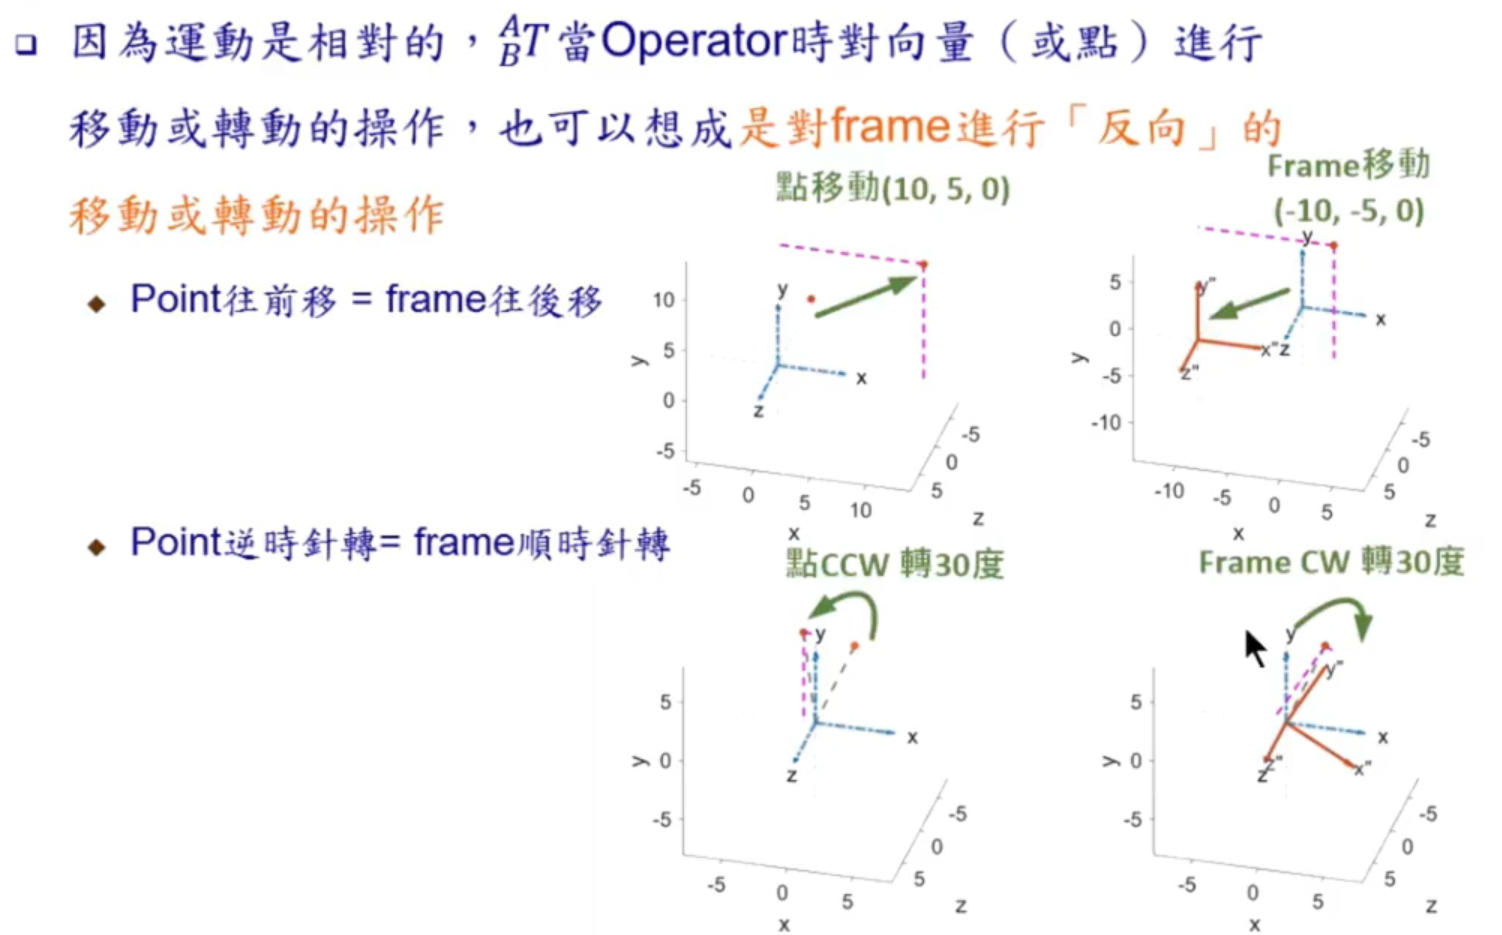 ❑ 因為運動是相對的，ᴬ_BT當Operator時對向量（或點）進行
移動或轉動的操作，也可以想成是對frame進行「反向」的
移動或轉動的操作
◆ Point往前移 = frame往後移
點移動(10, 5, 0)
y
x
z
10
5
0
-5
y
-5
0
5
10
x
-5
0
5
z
Frame移動
(-10, -5, 0)
y
x
z
y"
x"
z"
5
0
-5
-10
y
-10
-5
0
5
x
-5
0
5
z
◆ Point逆時針轉= frame順時針轉
點CCW 轉30度
y
x
z
5
0
-5
y
-5
0
5
x
-5
0
5
z
Frame CW 轉30度
y
y"
x
x"
z"
z
5
0
-5
y
-5
0
5
x
-5
0
5
z